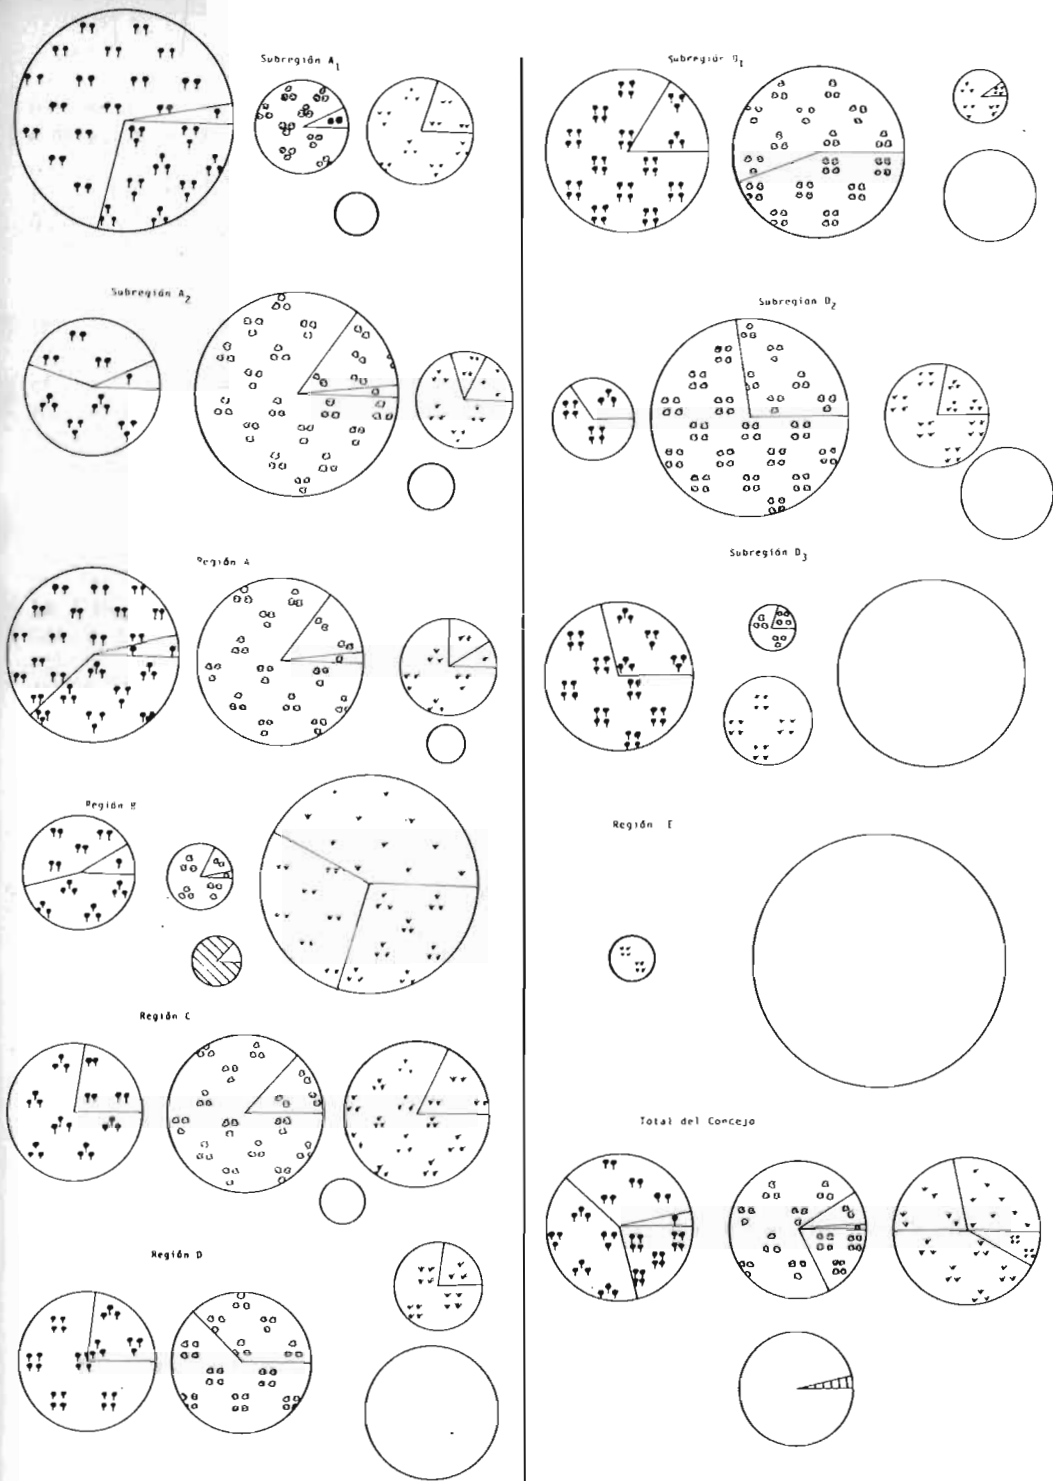 Subregión A1
Subregión A2
Región A
Región B
Región C
Región D
Subregión D1
Subregión D2
Subregión D3
Región E
Total del Concejo